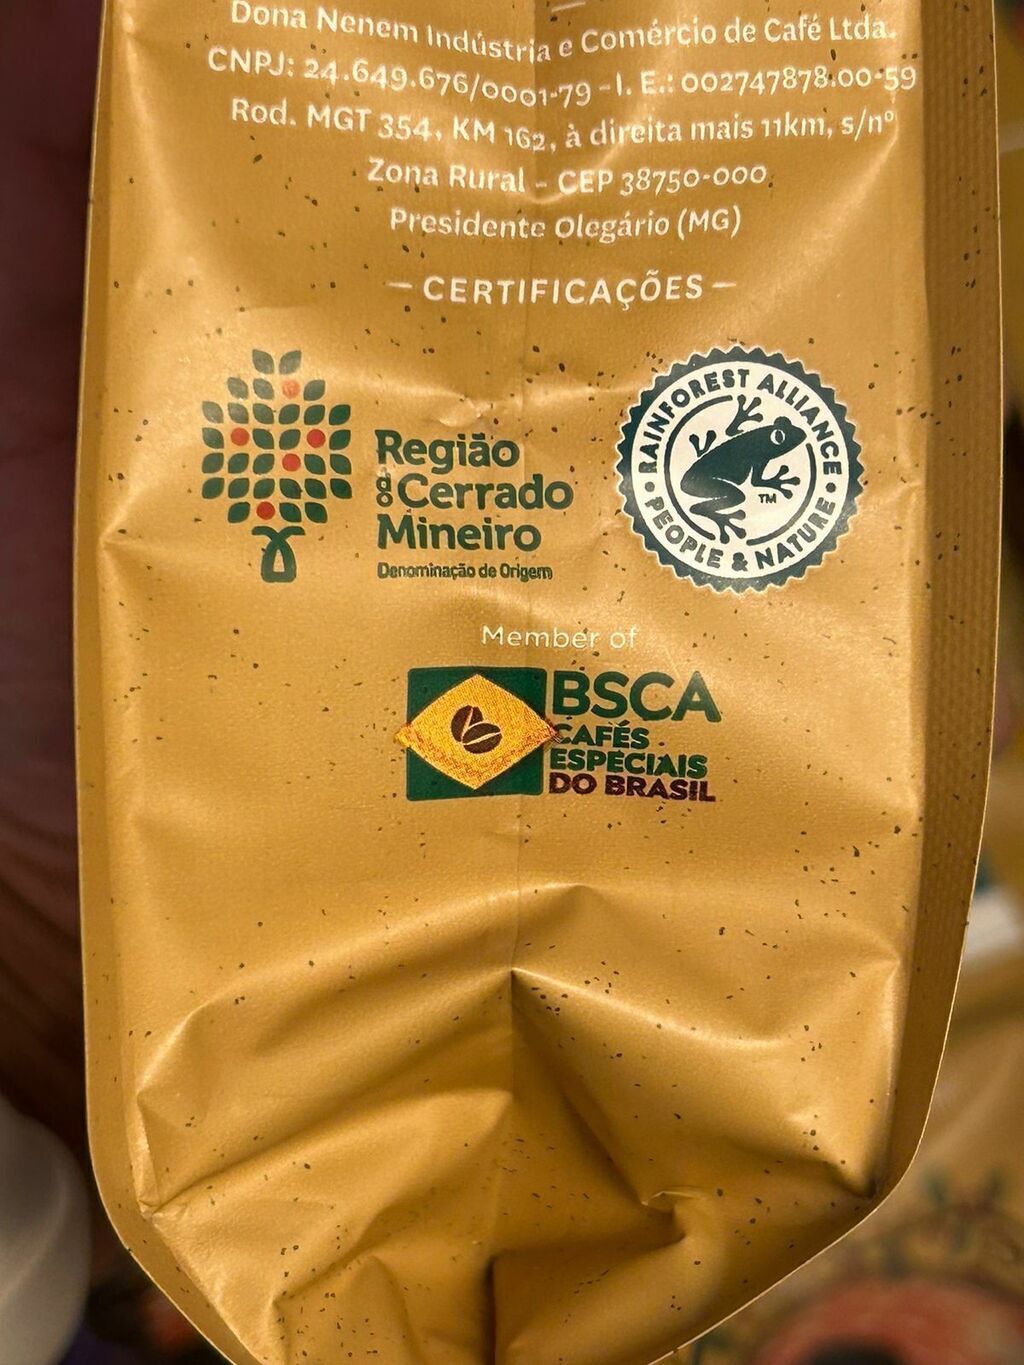 Dona Nenem Indústria e Comércio de Café Ltda.
CNPJ: 24.649.676/0001-79 - I. E.: 002747878.00-59
Rod. MGT 354, KM 162, à direita mais 11km, s/nº
Zona Rural - CEP 38750-000
Presidente Olegário (MG)
— CERTIFICAÇÕES —
Região
do Cerrado
Mineiro
Denominação de Origem
RAINFOREST ALLIANCE
PEOPLE & NATURE
TM
Member of
BSCA
CAFÉS
ESPECIAIS
DO BRASIL